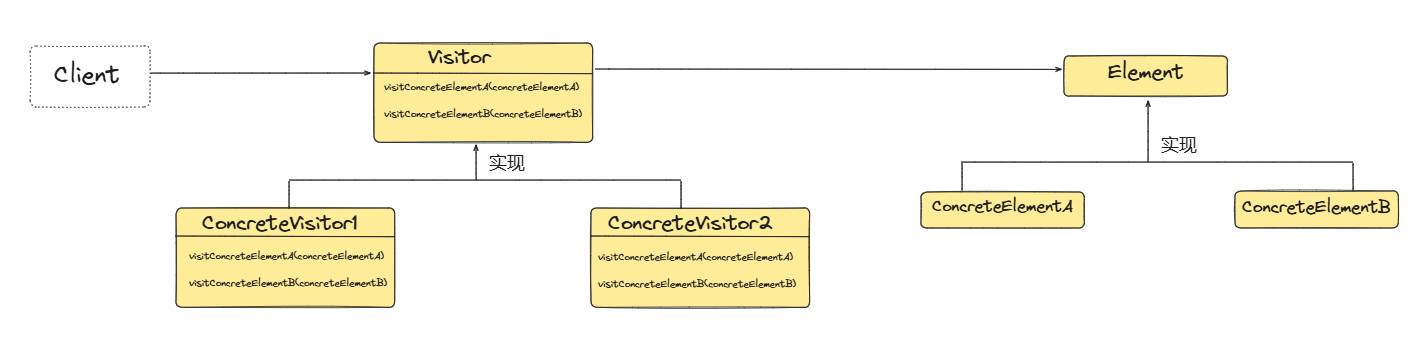 Client
Visitor
visitConcreteElementA(concreteElementA)
visitConcreteElementB(concreteElementB)
Element
实现
实现
ConcreteVisitor1
visitConcreteElementA(concreteElementA)
visitConcreteElementB(concreteElementB)
ConcreteVisitor2
visitConcreteElementA(concreteElementA)
visitConcreteElementB(concreteElementB)
ConcreteElementA
ConcreteElementB